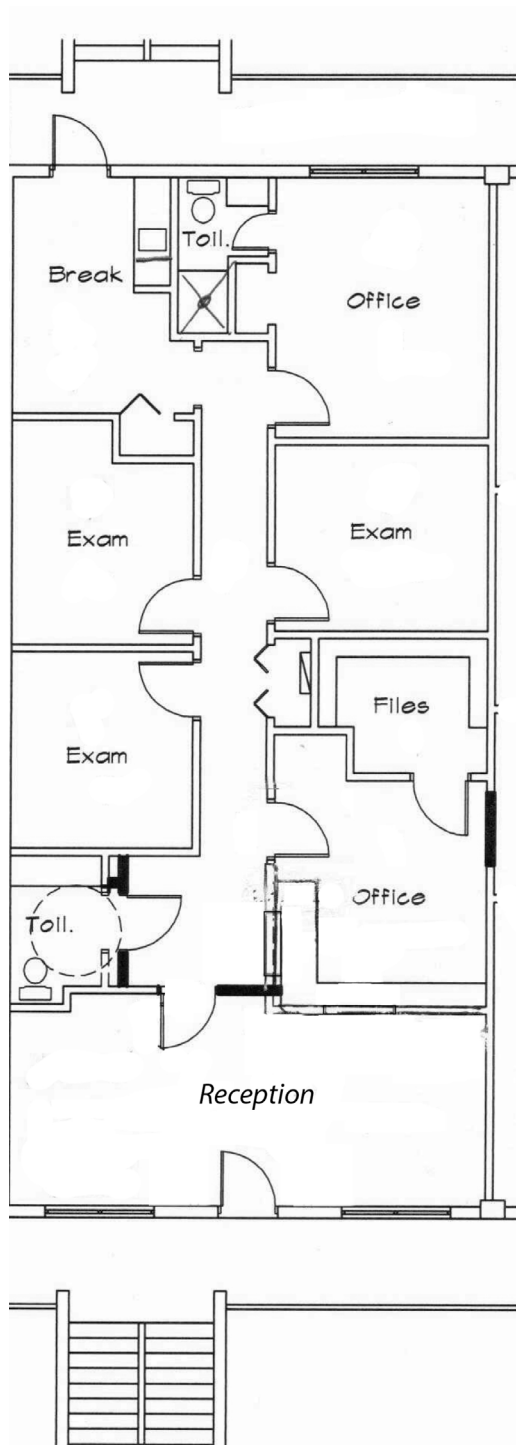 Toil.
Break
Office
Exam
Exam
Files
Exam
Toil.
Office
Reception